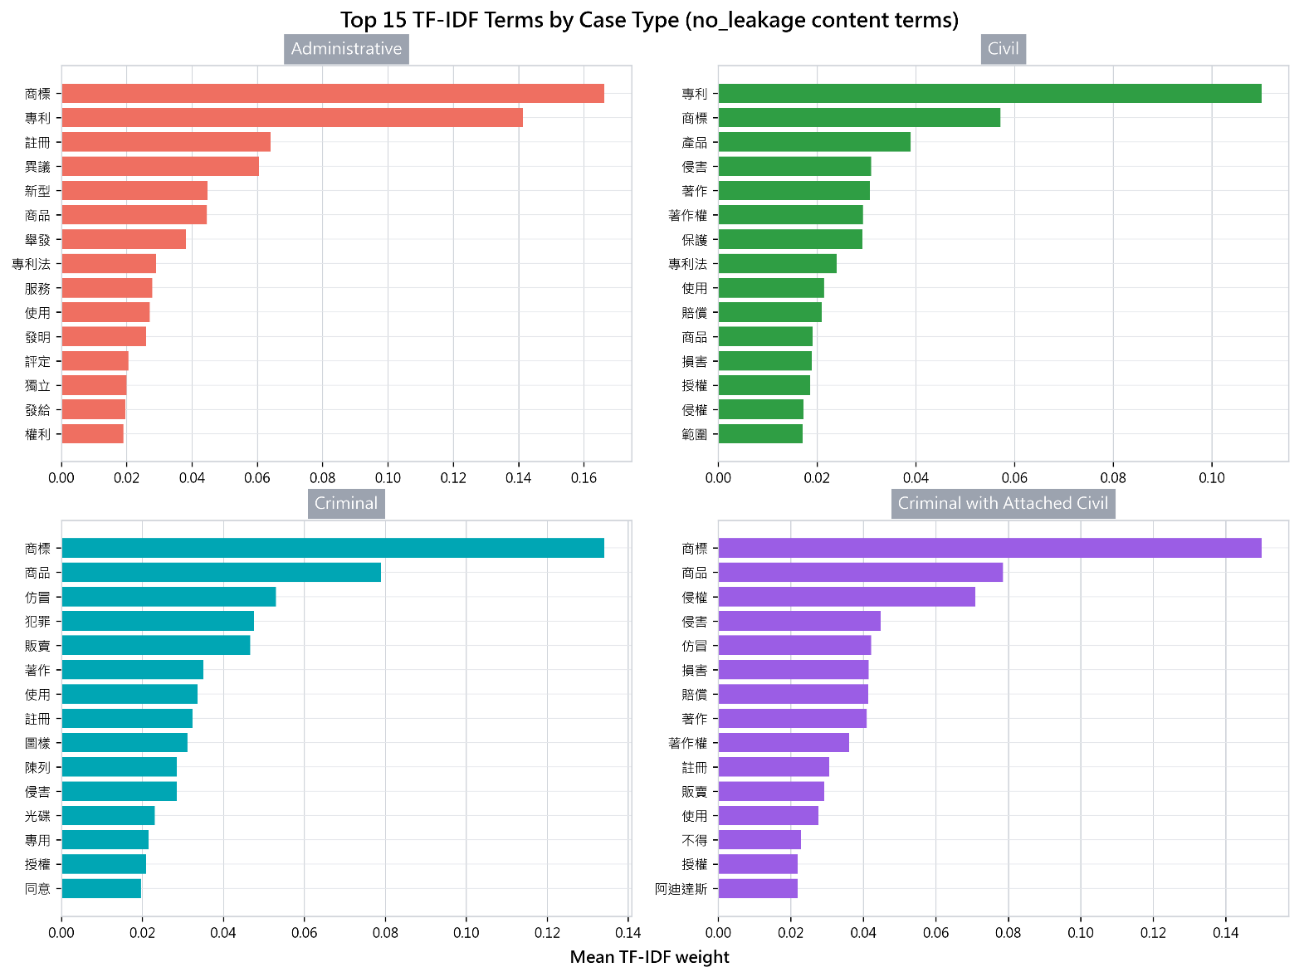 Top 15 TF-IDF Terms by Case Type (no_leakage content terms)
Administrative
商標
專利
註冊
異議
新型
商品
舉發
專利法
服務
使用
發明
評定
獨立
發給
權利
0.00 0.02 0.04 0.06 0.08 0.10 0.12 0.14 0.16
Civil
專利
商標
產品
侵害
著作
著作權
保護
專利法
使用
賠償
商品
損害
授權
侵權
範圍
0.00 0.02 0.04 0.06 0.08 0.10
Criminal
商標
商品
仿冒
犯罪
販賣
著作
使用
註冊
圖樣
陳列
侵害
光碟
專用
授權
同意
0.00 0.02 0.04 0.06 0.08 0.10 0.12 0.14
Criminal with Attached Civil
商標
商品
侵權
侵害
仿冒
損害
賠償
著作
著作權
註冊
販賣
使用
不得
授權
阿迪達斯
0.00 0.02 0.04 0.06 0.08 0.10 0.12 0.14
Mean TF-IDF weight